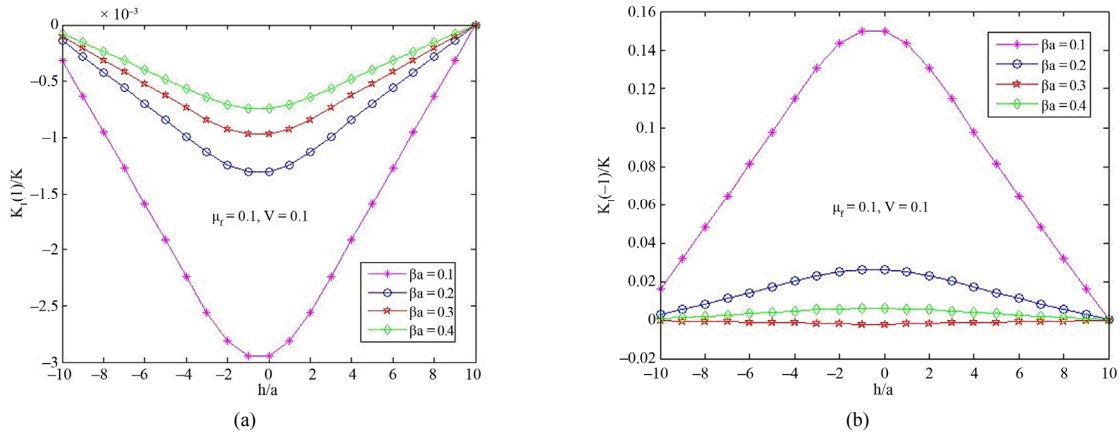 × 10⁻³
0
−0.5
−1
−1.5
−2
−2.5
−3
K₁(1)/K
μf = 0.1, V = 0.1
βa = 0.1
βa = 0.2
βa = 0.3
βa = 0.4
−10 −8 −6 −4 −2 0 2 4 6 8 10
h/a
(a)
0.16
0.14
0.12
0.1
0.08
0.06
0.04
0.02
0
−0.02
K₁(−1)/K
βa = 0.1
βa = 0.2
βa = 0.3
βa = 0.4
μf = 0.1, V = 0.1
−10 −8 −6 −4 −2 0 2 4 6 8 10
h/a
(b)